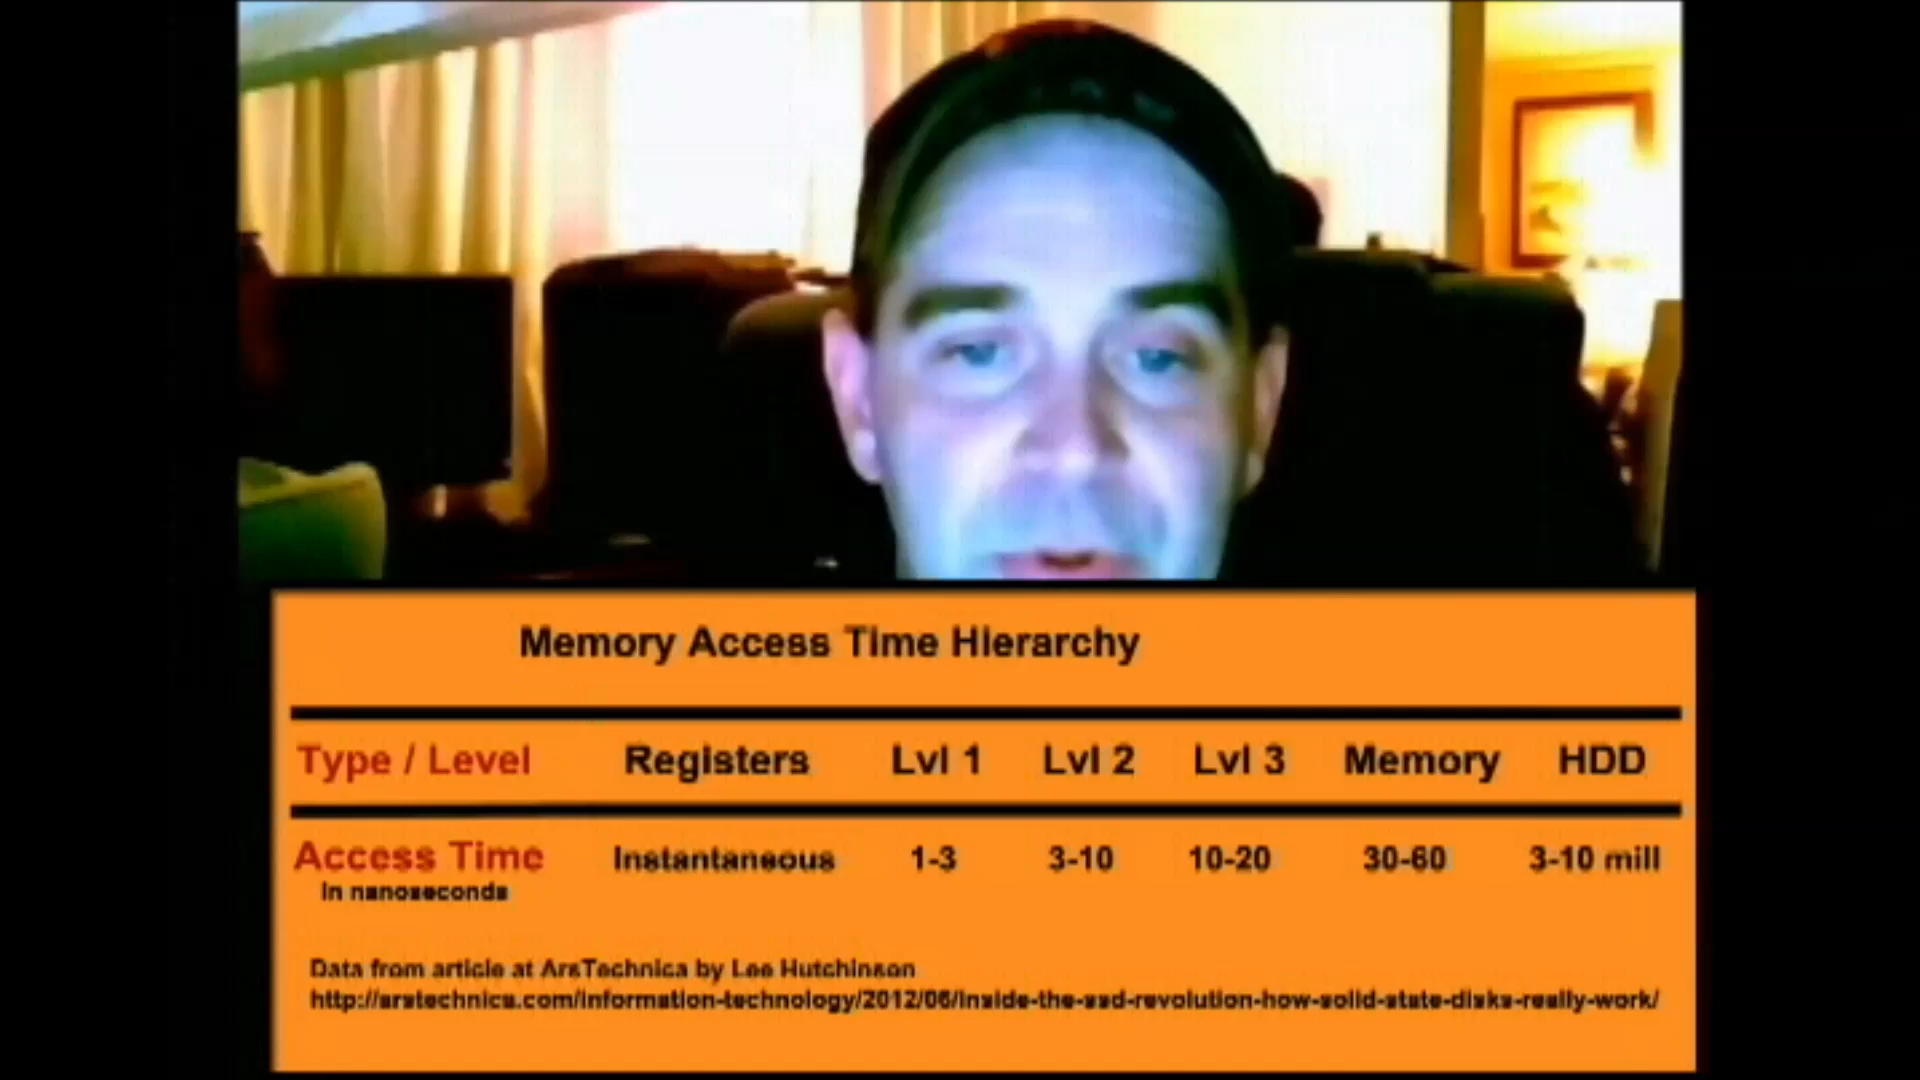 Memory Access Time Hierarchy
Type / Level Registers Lvl 1 Lvl 2 Lvl 3 Memory HDD
Access Time Instantaneous 1-3 3-10 10-20 30-60 3-10 mill
In nanoseconds
Data from article at ArsTechnica by Lee Hutchinson
http://arstechnica.com/information-technology/2012/06/inside-the-ssd-revolution-how-solid-state-disks-really-work/